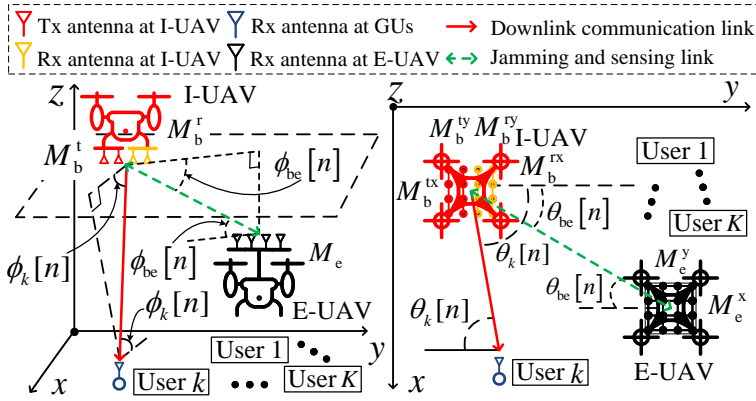 Tx antenna at I-UAV Rx antenna at GUs Downlink communication link
Rx antenna at I-UAV Rx antenna at E-UAV Jamming and sensing link
z
I-UAV
M_b^t
M_b^r
ϕ_be[n]
ϕ_be[n]
M_e
ϕ_k[n]
ϕ_k[n]
E-UAV
y
User 1
User k
User K
x
z
y
M_b^ty M_b^ry
I-UAV
M_b^rx
User 1
M_b^tx
θ_be[n]
User K
θ_k[n]
M_e^y
θ_be[n]
M_e^x
θ_k[n]
User k
E-UAV
x